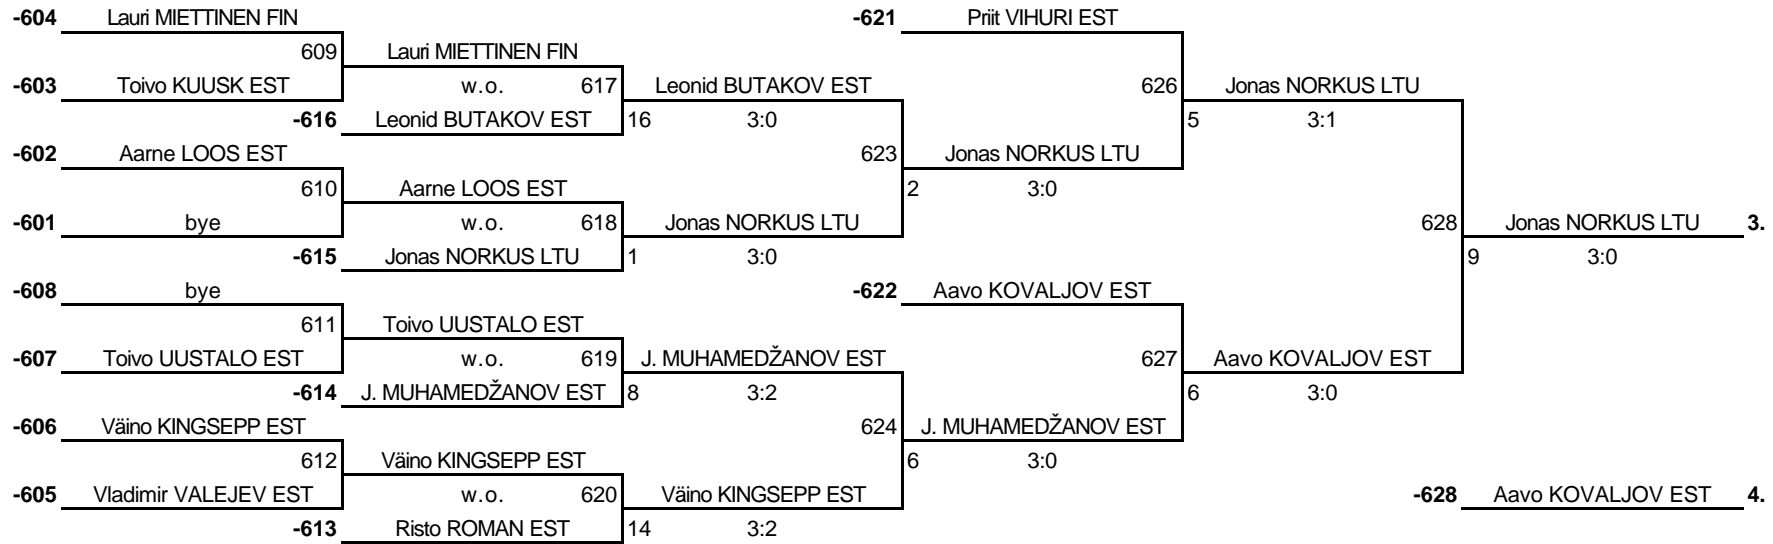 -604 Lauri MIETTINEN FIN -621 Priit VIHURI EST
609 Lauri MIETTINEN FIN
-603 Toivo KUUSK EST w.o. 617 Leonid BUTAKOV EST 626 Jonas NORKUS LTU
-616 Leonid BUTAKOV EST 16 3:0 5 3:1
-602 Aarne LOOS EST 623 Jonas NORKUS LTU
610 Aarne LOOS EST 2 3:0
-601 bye w.o. 618 Jonas NORKUS LTU 628 Jonas NORKUS LTU 3.
-615 Jonas NORKUS LTU 1 3:0 9 3:0
-608 bye -622 Aavo KOVALJOV EST
611 Toivo UUSTALO EST
-607 Toivo UUSTALO EST w.o. 619 J. MUHAMEDŽANOV EST 627 Aavo KOVALJOV EST
-614 J. MUHAMEDŽANOV EST 8 3:2 6 3:0
-606 Väino KINGSEPP EST 624 J. MUHAMEDŽANOV EST
612 Väino KINGSEPP EST 6 3:0
-605 Vladimir VALEJEV EST w.o. 620 Väino KINGSEPP EST -628 Aavo KOVALJOV EST 4.
-613 Risto ROMAN EST 14 3:2